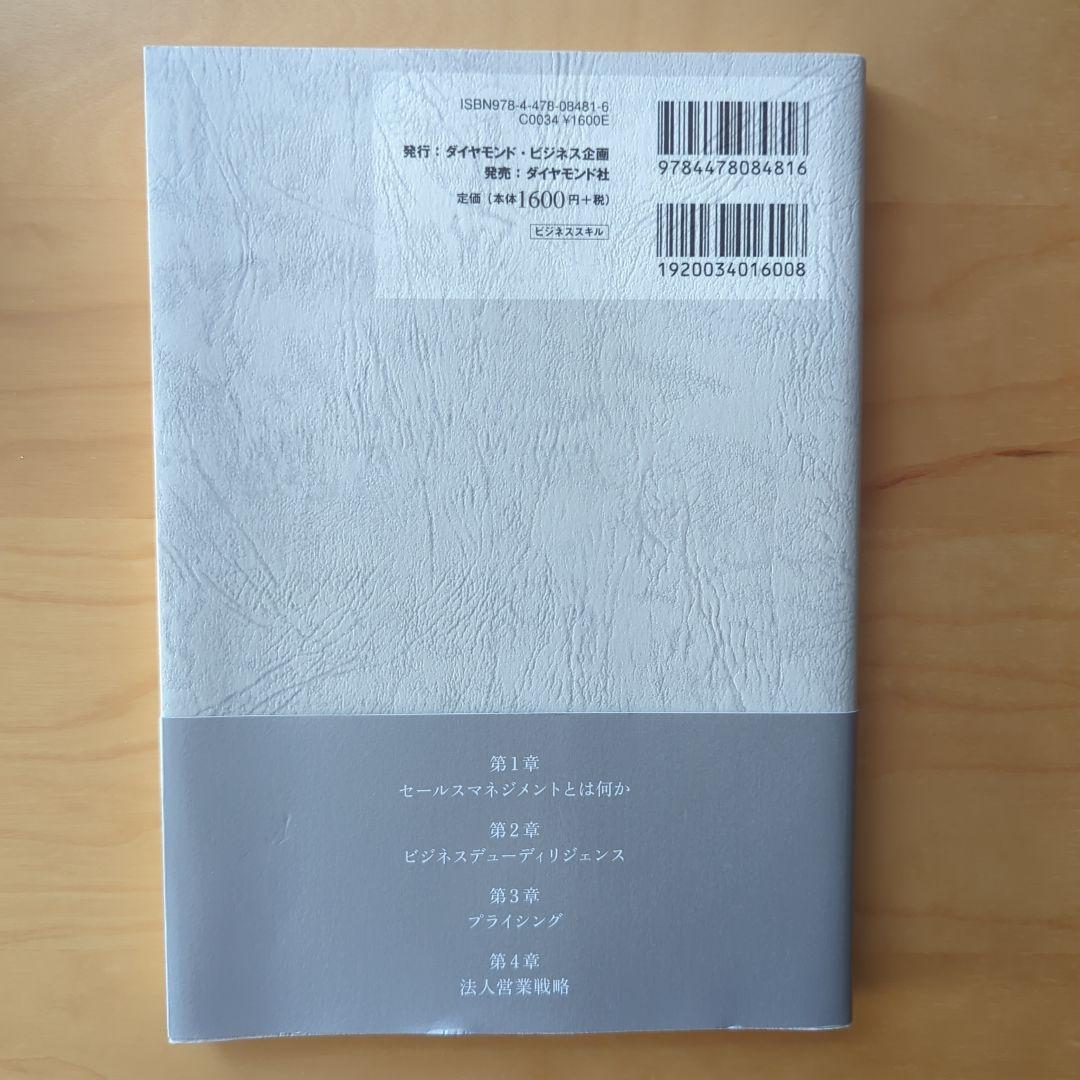 ISBN978-4-478-08481-6
C0034 ¥1600E
発行：ダイヤモンド・ビジネス企画
発売：ダイヤモンド社
定価（本体1600円＋税）
ビジネススキル
9784478084816
1920034016008
第1章
セールスマネジメントとは何か
第2章
ビジネスデューディリジェンス
第3章
プライシング
第4章
法人営業戦略